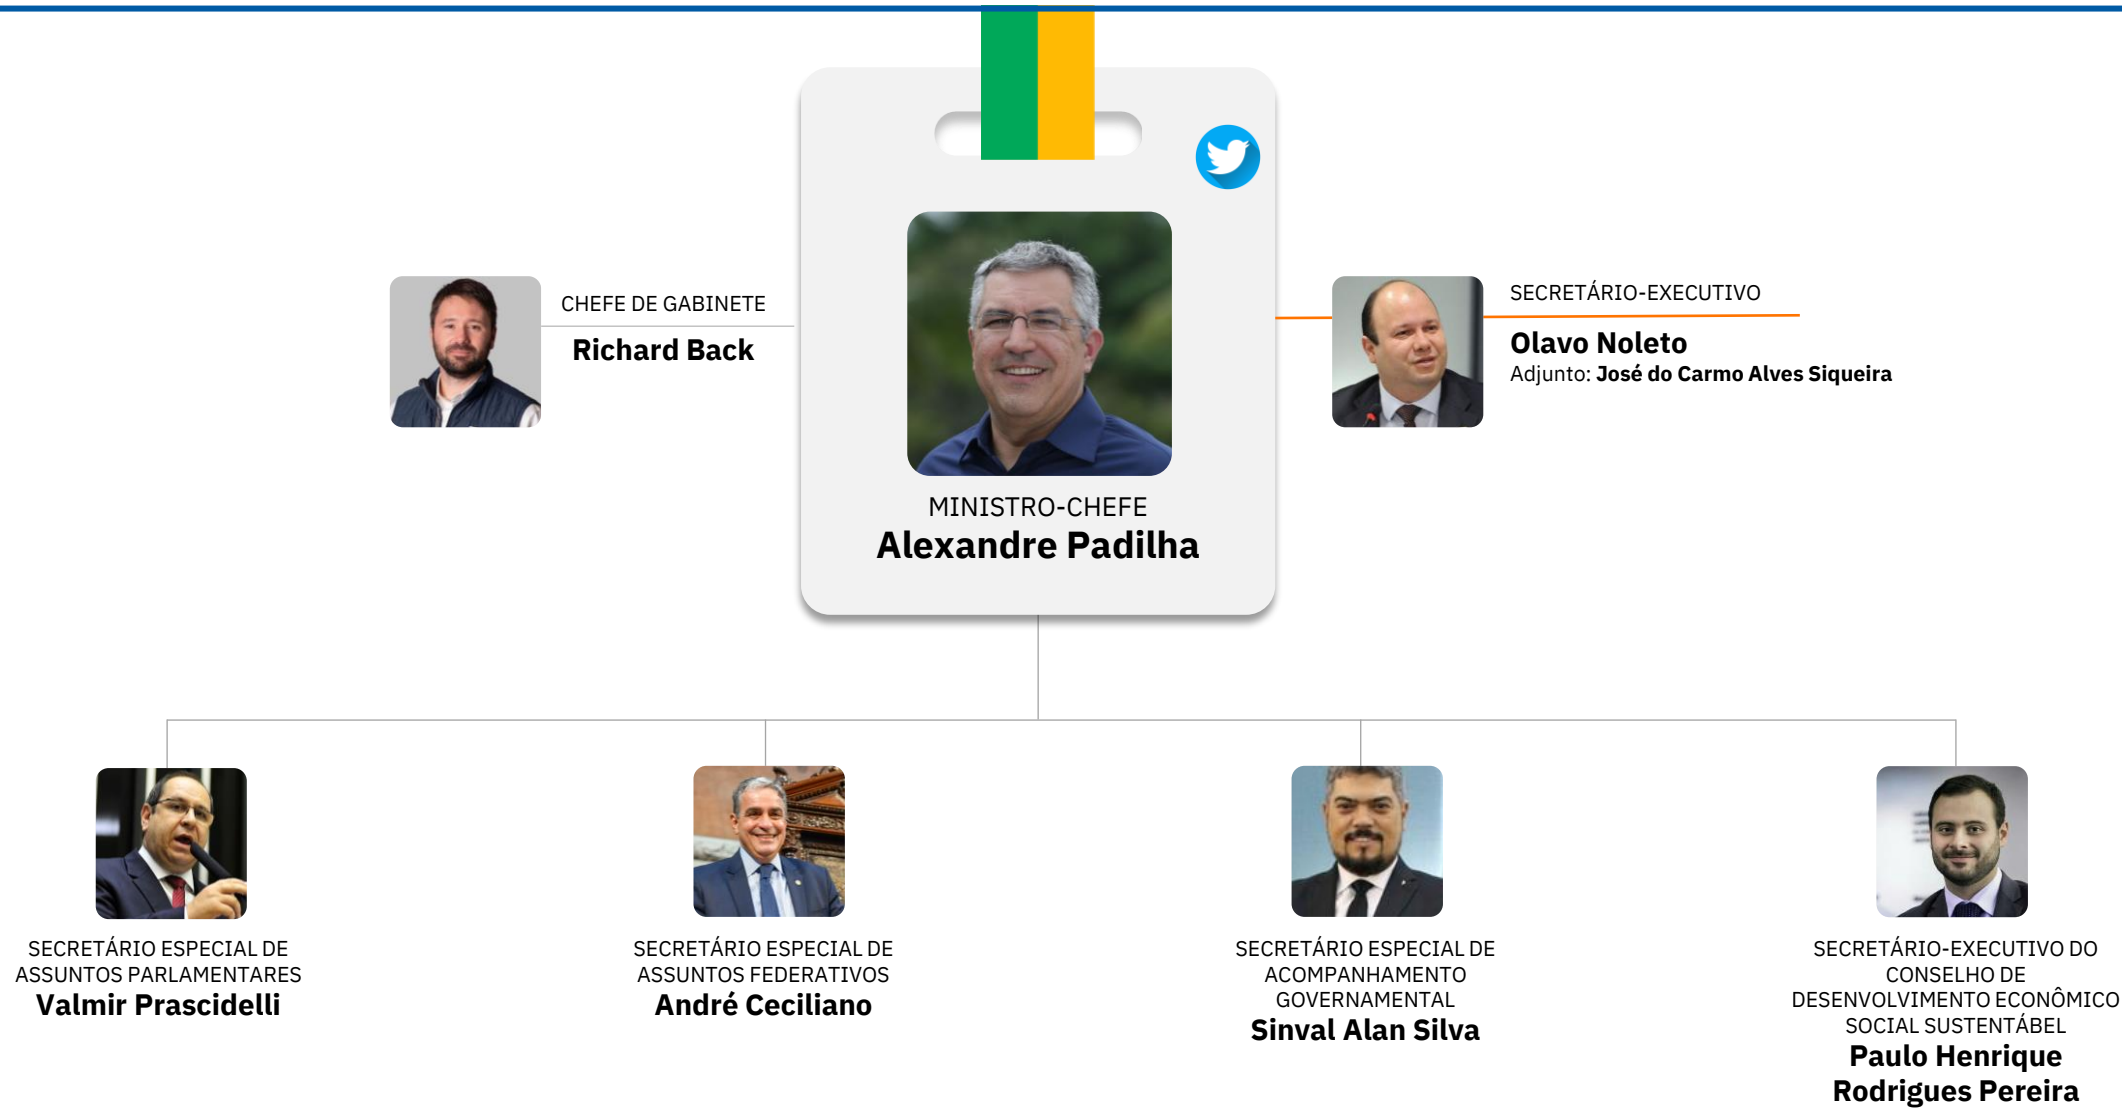 CHEFE DE GABINETE
Richard Back
SECRETÁRIO-EXECUTIVO
Olavo Noleto
Adjunto: José do Carmo Alves Siqueira
MINISTRO-CHEFE
Alexandre Padilha
SECRETÁRIO ESPECIAL DE
ASSUNTOS PARLAMENTARES
Valmir Prascidelli
SECRETÁRIO ESPECIAL DE
ASSUNTOS FEDERATIVOS
André Ceciliano
SECRETÁRIO ESPECIAL DE
ACOMPANHAMENTO
GOVERNAMENTAL
Sinval Alan Silva
SECRETÁRIO-EXECUTIVO DO
CONSELHO DE
DESENVOLVIMENTO ECONÔMICO
SOCIAL SUSTENTÁBEL
Paulo Henrique
Rodrigues Pereira